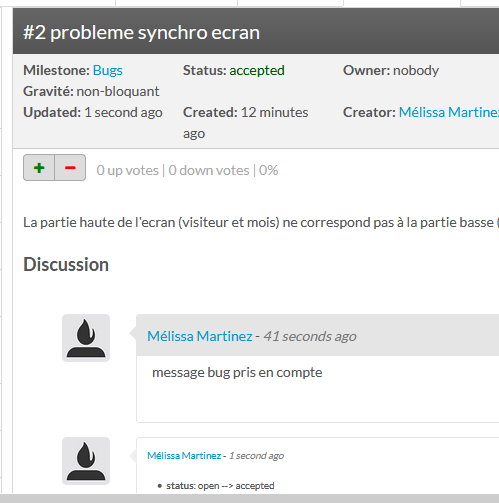 #2 probleme synchro ecran
Milestone: Bugs Status: accepted Owner: nobody
Gravité: non-bloquant
Updated: 1 second ago Created: 12 minutes ago Creator: Mélissa Martinez
+ − 0 up votes | 0 down votes | 0%
La partie haute de l'ecran (visiteur et mois) ne correspond pas à la partie basse (
Discussion
Mélissa Martinez - 41 seconds ago
message bug pris en compte
Mélissa Martinez - 1 second ago
• status: open --> accepted